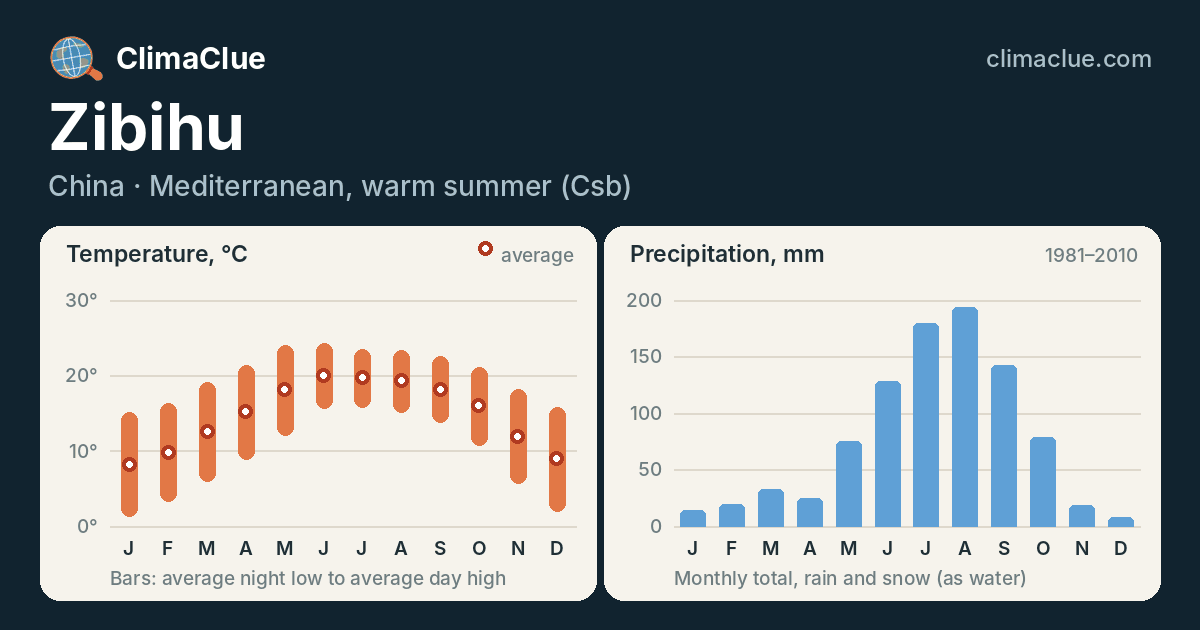 ClimaClue
climaclue.com
Zibihu
China · Mediterranean, warm summer (Csb)
Temperature, °C
average
30°
20°
10°
0°
J F M A M J J A S O N D
Bars: average night low to average day high
Precipitation, mm
1981–2010
200
150
100
50
0
J F M A M J J A S O N D
Monthly total, rain and snow (as water)